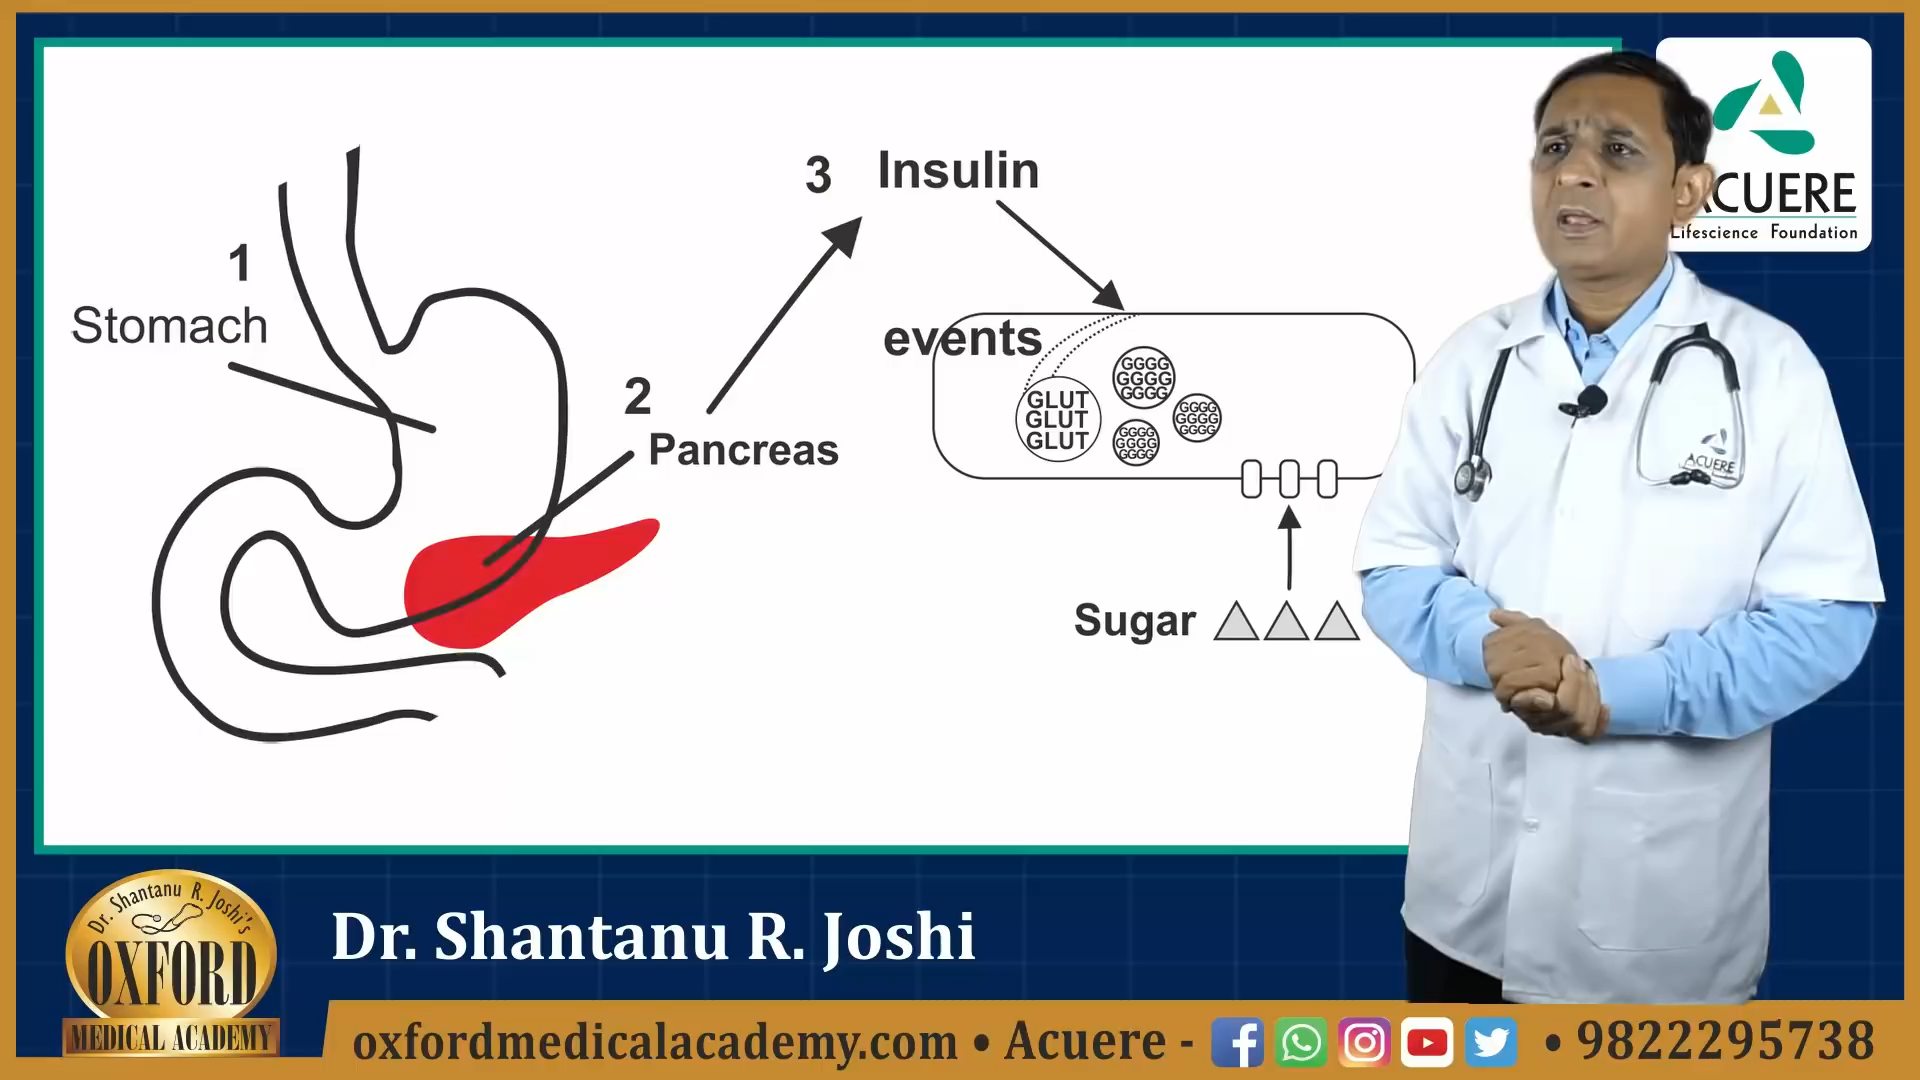 1
Stomach
2
Pancreas
3 Insulin
events
GLUT
GLUT
GLUT
GGGG
GGGG
GGGG
GGGG
GGGG
GGGG
GGGG
GGGG
GGGG
Sugar
ACUERE
Lifescience Foundation
ACUERE
Dr. Shantanu R. Joshi's
OXFORD
MEDICAL ACADEMY
Dr. Shantanu R. Joshi
oxfordmedicalacademy.com • Acuere - • 9822295738